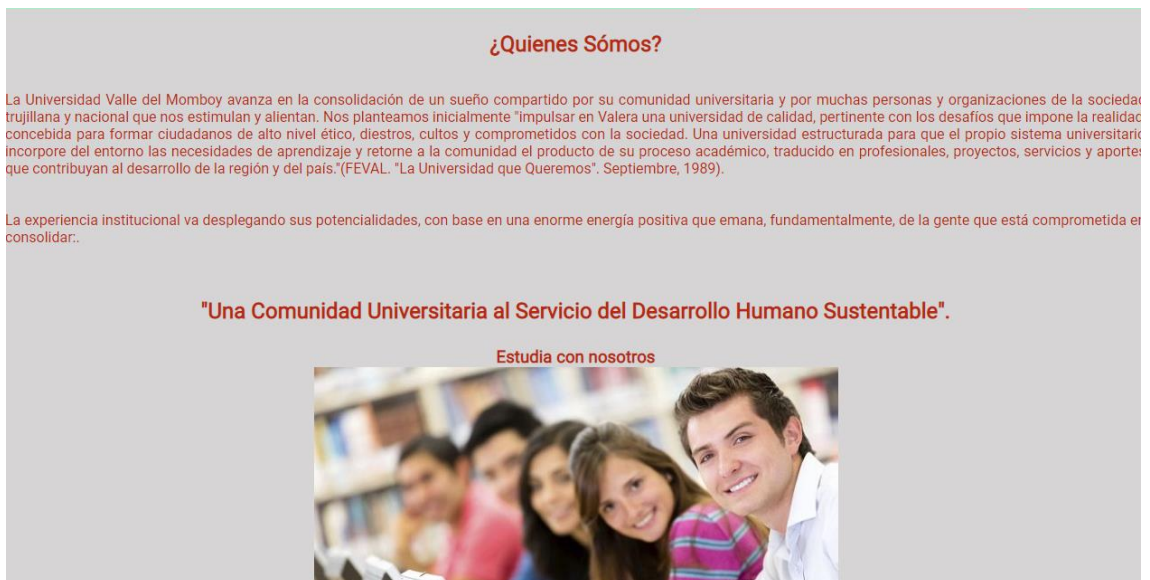 ¿Quienes Sómos?
La Universidad Valle del Momboy avanza en la consolidación de un sueño compartido por su comunidad universitaria y por muchas personas y organizaciones de la sociedad
trujillana y nacional que nos estimulan y alientan. Nos planteamos inicialmente "impulsar en Valera una universidad de calidad, pertinente con los desafíos que impone la realidad
concebida para formar ciudadanos de alto nivel ético, diestros, cultos y comprometidos con la sociedad. Una universidad estructurada para que el propio sistema universitario
incorpore del entorno las necesidades de aprendizaje y retorne a la comunidad el producto de su proceso académico, traducido en profesionales, proyectos, servicios y aportes
que contribuyan al desarrollo de la región y del país."(FEVAL. "La Universidad que Queremos". Septiembre, 1989).
La experiencia institucional va desplegando sus potencialidades, con base en una enorme energía positiva que emana, fundamentalmente, de la gente que está comprometida en
consolidar:.
"Una Comunidad Universitaria al Servicio del Desarrollo Humano Sustentable".
Estudia con nosotros